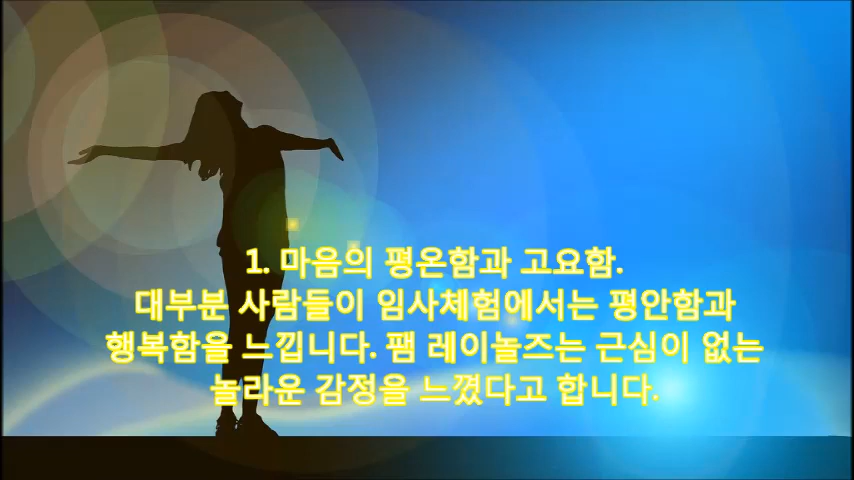 1. 마음의 평온함과 고요함.
대부분 사람들이 임사체험에서는 평안함과
행복함을 느낍니다. 팸 레이놀즈는 근심이 없는
놀라운 감정을 느꼈다고 합니다.